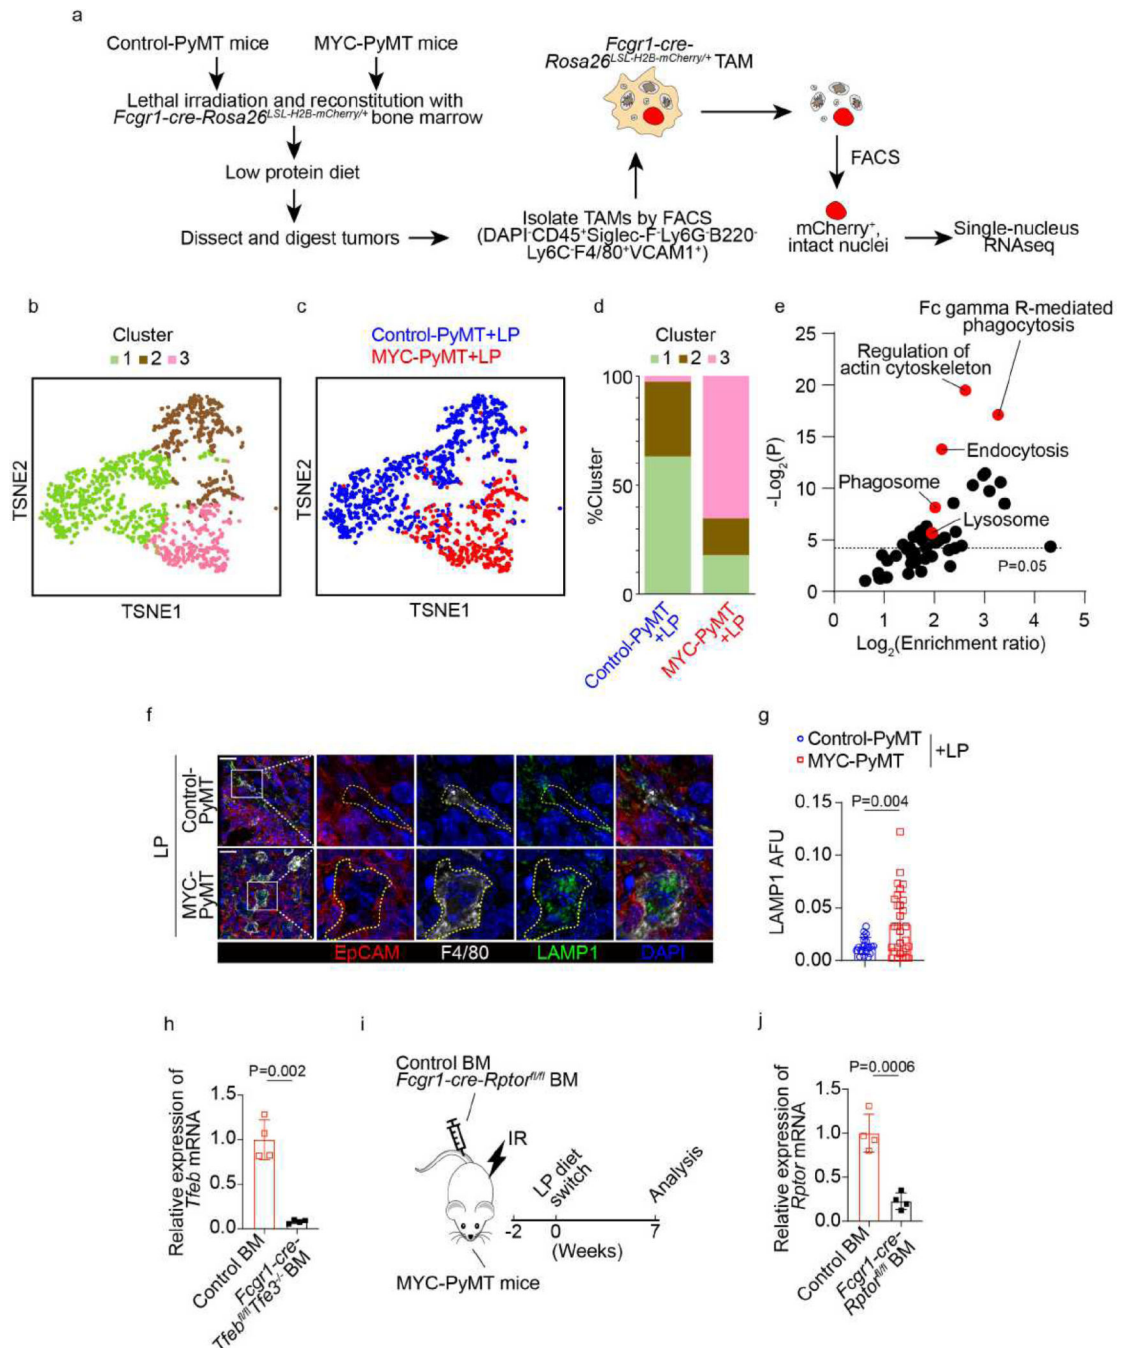 a
Control-PyMT mice
MYC-PyMT mice
Lethal irradiation and reconstitution with
Fcgr1-cre-Rosa26LSL-H2B-mCherry/+ bone marrow
Low protein diet
Dissect and digest tumors
Isolate TAMs by FACS
(DAPI-CD45+Siglec-F-Ly6G-B220-
Ly6C-F4/80+VCAM1+)
Fcgr1-cre-
Rosa26LSL-H2B-mCherry/+ TAM
FACS
mCherry+,
intact nuclei
Single-nucleus
RNAseq
b
Cluster
1 2 3
TSNE2
TSNE1
c
Control-PyMT+LP
MYC-PyMT+LP
TSNE2
TSNE1
d
Cluster
1 2 3
%Cluster
100
50
0
Control-PyMT
+LP
MYC-PyMT
+LP
e
Fc gamma R-mediated
phagocytosis
Regulation of
actin cytoskeleton
Endocytosis
Phagosome
Lysosome
P=0.05
-Log2(P)
25
20
15
10
5
0
0 1 2 3 4 5
Log2(Enrichment ratio)
f
LP
Control-
PyMT
MYC-
PyMT
EpCAM
F4/80
LAMP1
DAPI
g
Control-PyMT
MYC-PyMT
+LP
P=0.004
LAMP1 AFU
0.15
0.10
0.05
0.00
h
P=0.002
Relative expression of
Tfeb mRNA
1.5
1.0
0.5
0.0
Control BM
Fcgr1-cre-
Tfebfl/flTfe3-/- BM
i
Control BM
Fcgr1-cre-Rptorfl/fl BM
IR
LP diet
switch
Analysis
-2 0 7
(Weeks)
MYC-PyMT mice
j
P=0.0006
Relative expression of
Rptor mRNA
1.5
1.0
0.5
0.0
Control BM
Fcgr1-cre-
Rptorfl/fl BM